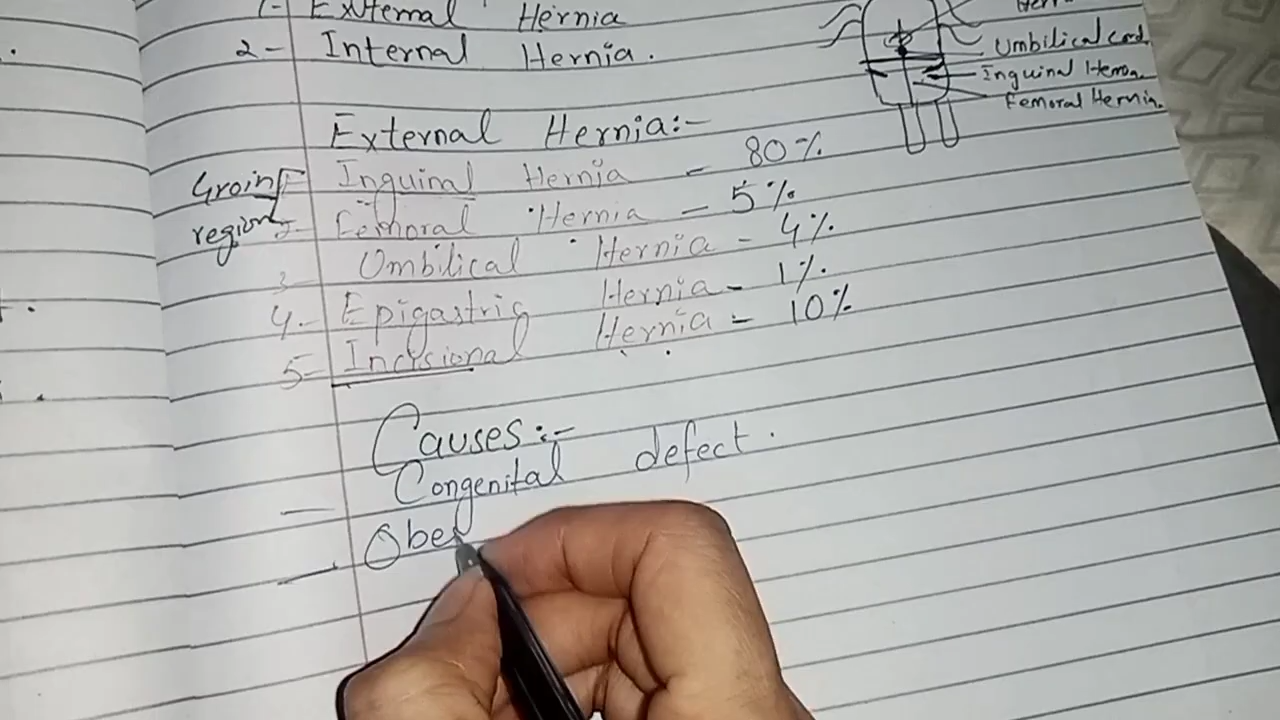 1- External Hernia
2- Internal Hernia.
Umbilical cord.
Inguinal Hernia.
Femoral Hernia.
External Hernia:-
Groin region
Inguinal Hernia - 80%
2- Femoral Hernia - 5%
3- Umbilical Hernia - 4%
4- Epigastric Hernia - 1%
5- Incisional Hernia - 10%
Causes:-
- Congenital defect.
- Obe